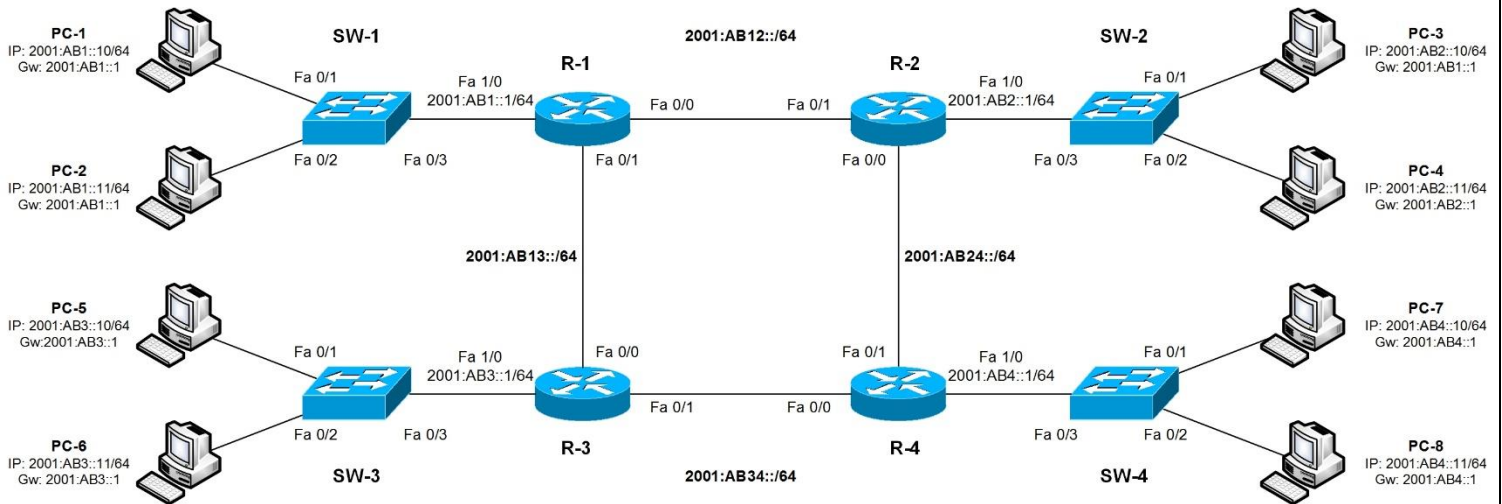 PC-1
IP: 2001:AB1::10/64
Gw: 2001:AB1::1
SW-1
Fa 0/1
Fa 1/0
2001:AB1::1/64
R-1
Fa 0/0
2001:AB12::/64
R-2
Fa 0/1
Fa 1/0
2001:AB2::1/64
SW-2
Fa 0/1
PC-3
IP: 2001:AB2::10/64
Gw: 2001:AB1::1
PC-2
IP: 2001:AB1::11/64
Gw: 2001:AB1::1
Fa 0/2
Fa 0/3
Fa 0/1
Fa 0/0
Fa 0/3
Fa 0/2
PC-4
IP: 2001:AB2::11/64
Gw: 2001:AB2::1
2001:AB13::/64
2001:AB24::/64
PC-5
IP: 2001:AB3::10/64
Gw:2001:AB3::1
Fa 0/1
Fa 1/0
2001:AB3::1/64
Fa 0/0
Fa 0/1
Fa 1/0
2001:AB4::1/64
Fa 0/1
PC-7
IP: 2001:AB4::10/64
Gw: 2001:AB4::1
PC-6
IP: 2001:AB3::11/64
Gw: 2001:AB3::1
Fa 0/2
Fa 0/3
SW-3
R-3
Fa 0/1
2001:AB34::/64
Fa 0/0
R-4
Fa 0/3
Fa 0/2
SW-4
PC-8
IP: 2001:AB4::11/64
Gw: 2001:AB4::1